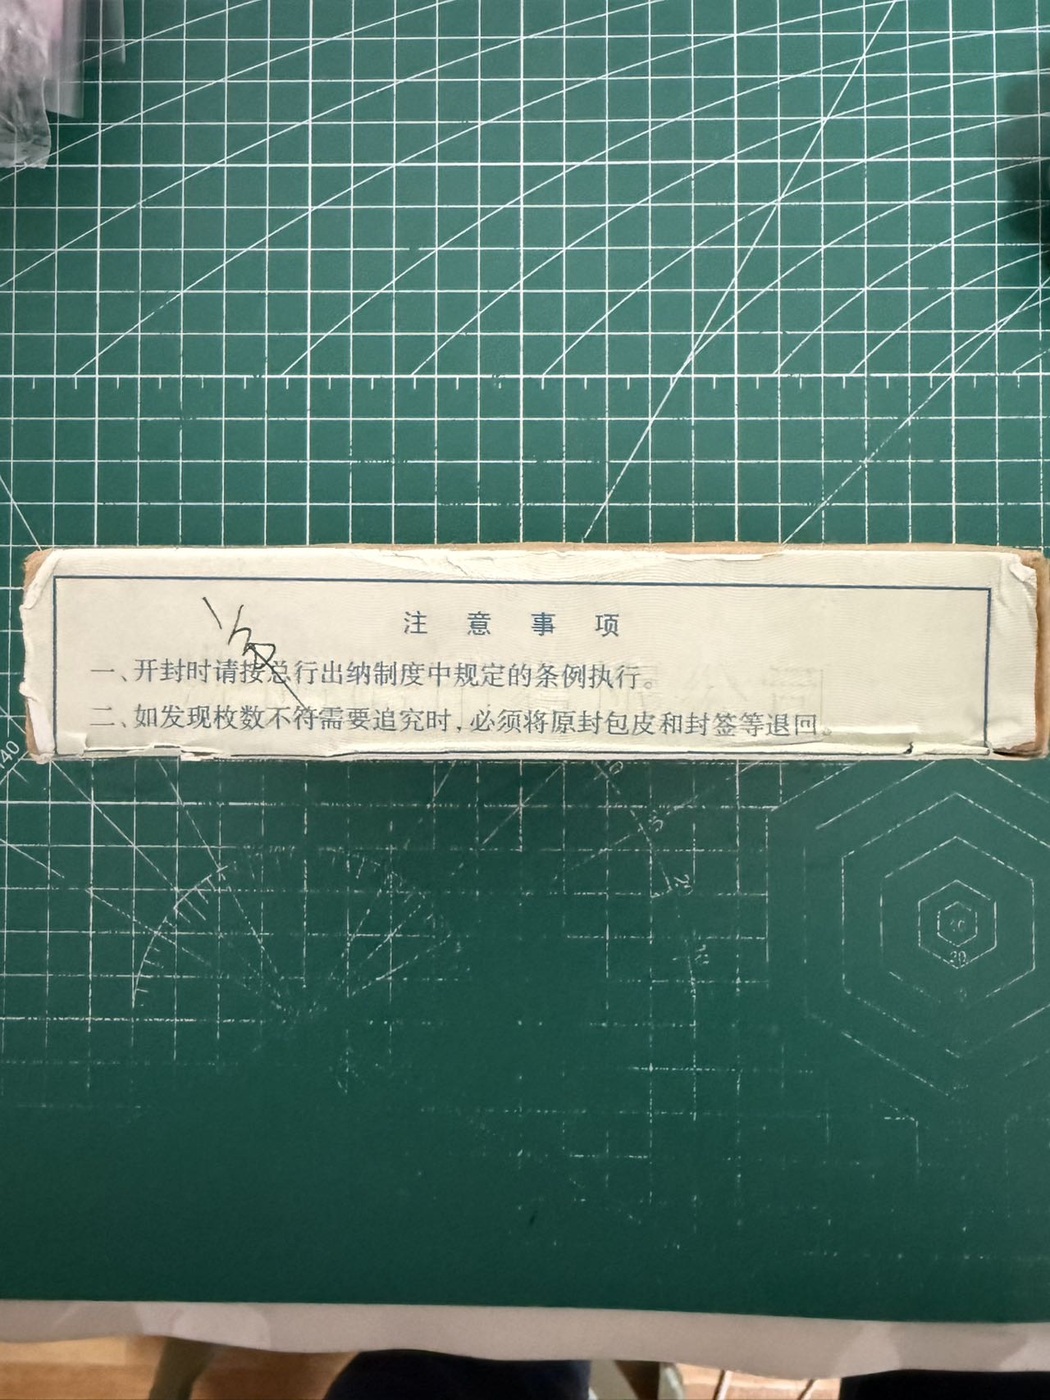 注意事项
一、开封时请按总行出纳制度中规定的条例执行。
二、如发现枚数不符需要追究时，必须将原封包皮和封签等退回。
40